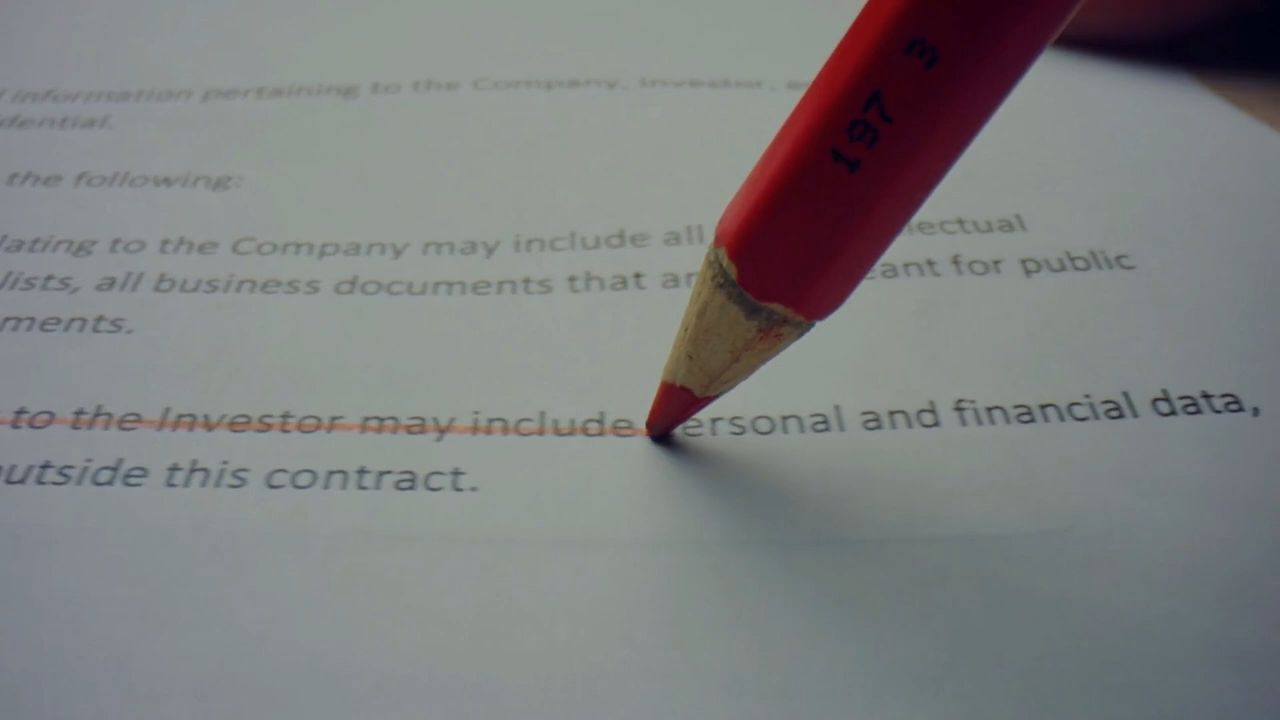 information pertaining to the Company, Investor,
dential.
the following:
lating to the Company may include all lectual
lists, all business documents that ar ant for public
ments.
to the Investor may include ersonal and financial data,
utside this contract.
197 3